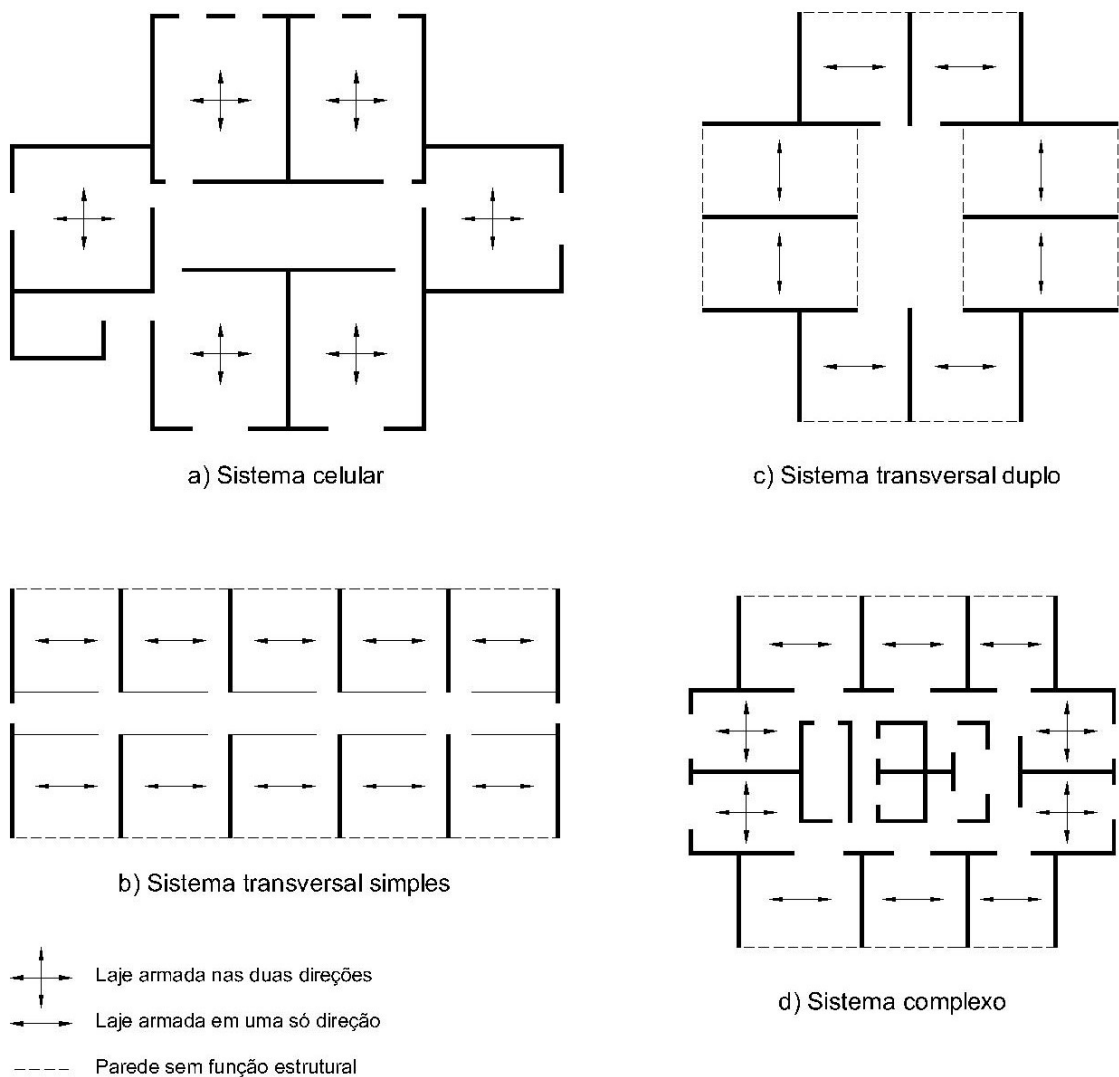 a) Sistema celular
c) Sistema transversal duplo
b) Sistema transversal simples
Laje armada nas duas direções
Laje armada em uma só direção
Parede sem função estrutural
d) Sistema complexo